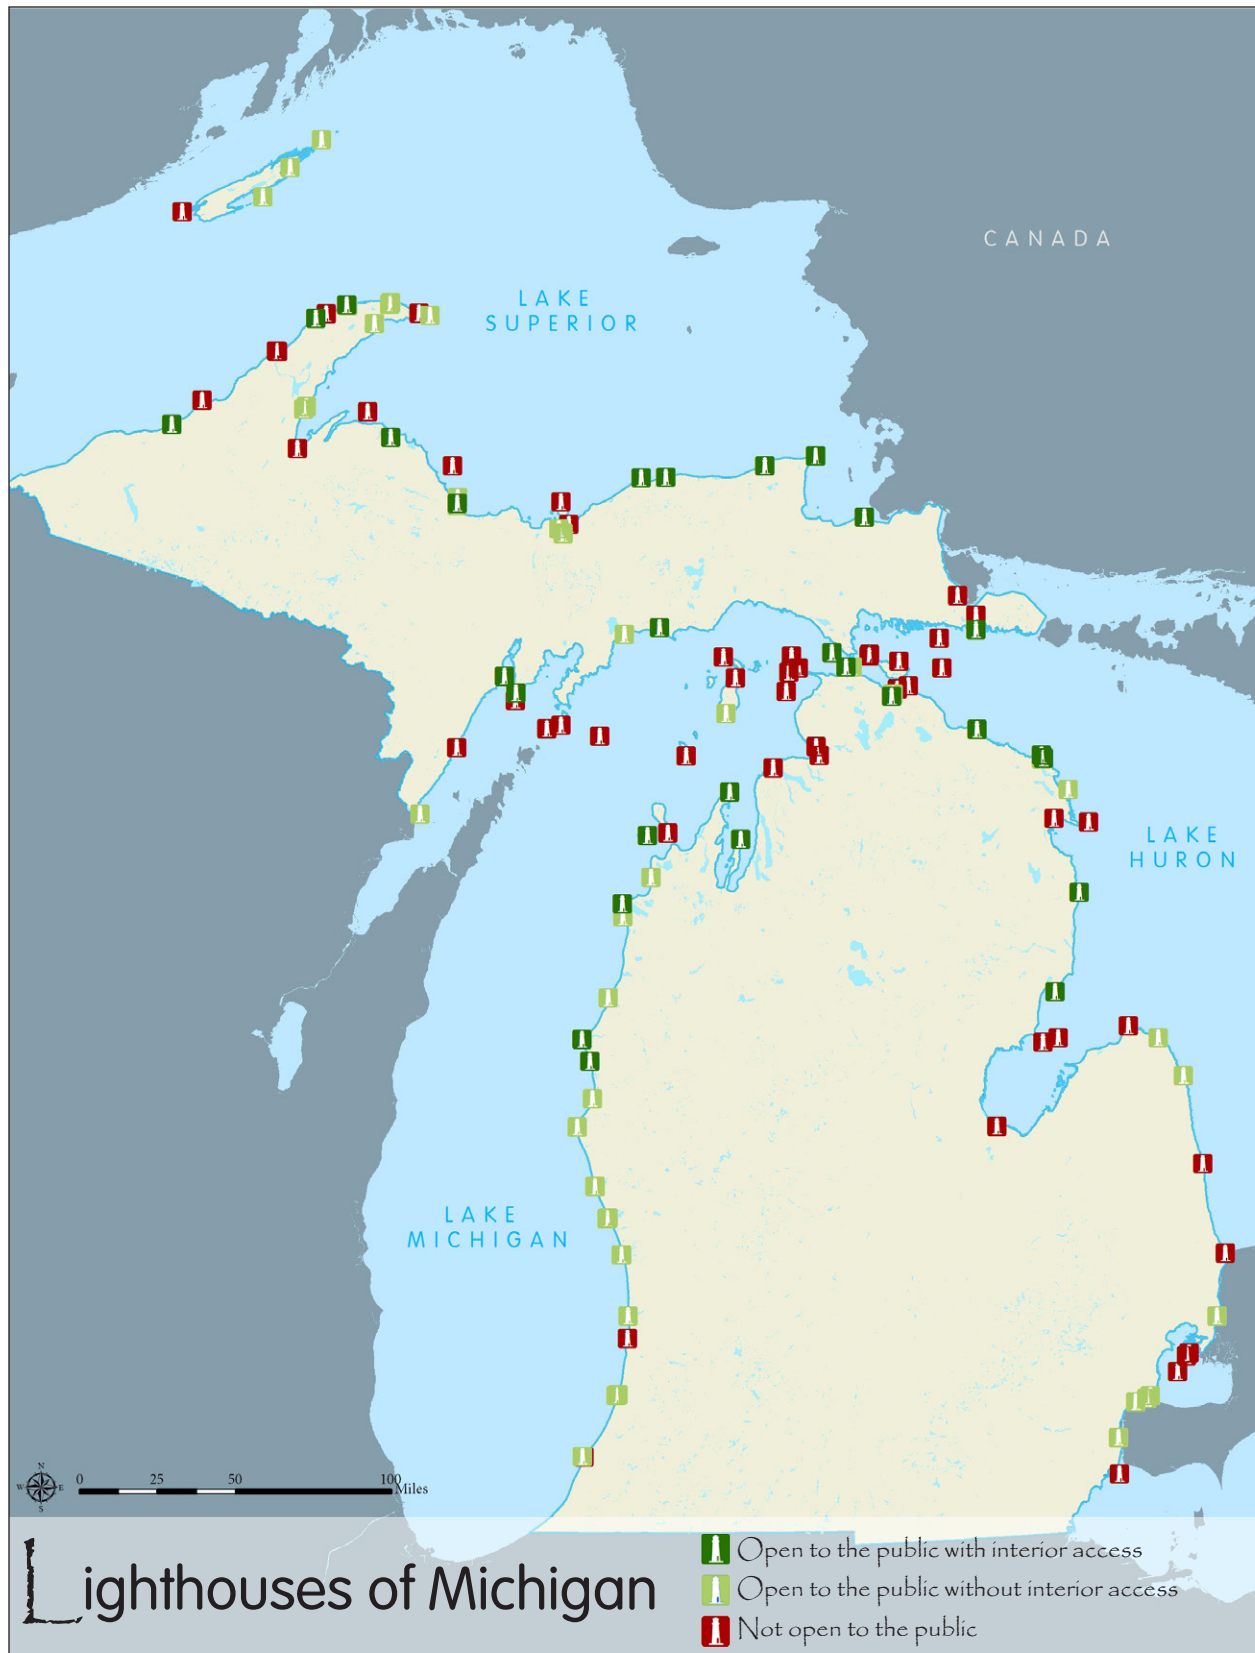 CANADA
LAKE
SUPERIOR
LAKE
HURON
LAKE
MICHIGAN
N
W E
S
0 25 50 100
Miles
Lighthouses of Michigan
Open to the public with interior access
Open to the public without interior access
Not open to the public